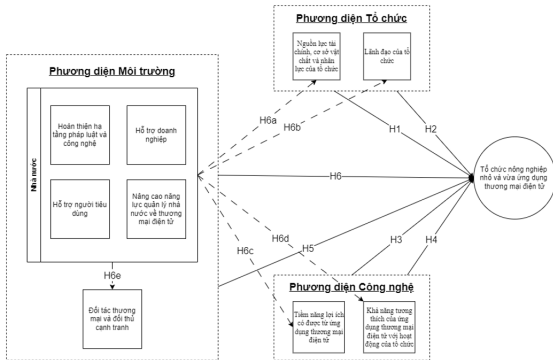 Phương diện Tổ chức
Nguồn lực tài
chính, cơ sở vật
chất và nhân
lực của tổ chức
Lãnh đạo của tổ
chức
Phương diện Môi trường
Nhà nước
Hoàn thiện hạ
tầng pháp luật và
công nghệ
Hỗ trợ doanh
nghiệp
Hỗ trợ người tiêu
dùng
Nâng cao năng
lực quản lý nhà
nước về thương
mại điện tử
H6e
Đối tác thương
mại và đối thủ
cạnh tranh
H6a
H6b
H1
H2
H6
H6d
H5
H6c
H3
H4
Tổ chức nông nghiệp
nhỏ và vừa ứng dụng
thương mại điện tử
Phương diện Công nghệ
Tiềm năng lợi ích
có được từ ứng
dụng thương mại
điện tử
Khả năng tương
thích của ứng
dụng thương mại
điện tử với hoạt
động của tổ chức